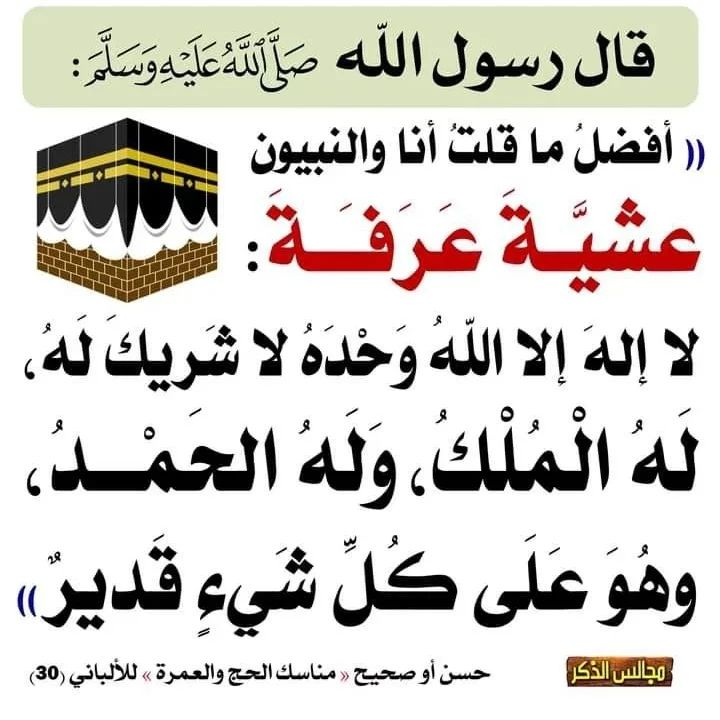 قال رسول الله صَلَّى اللَّهُ عَلَيْهِ وَسَلَّمَ :
(( أفضلُ ما قلتُ أنا والنبيون
عشيَّـةَ عَرَفَـةَ :
لا إلهَ إلا اللَّهُ وَحْدَهُ لا شَريكَ لَهُ،
لَهُ الْمُلْكُ، وَلَهُ الحَمْـدُ،
وهُوَ عَلَى كُلِّ شَيءٍ قَديرٌ ))
حسن أو صحيح « مناسك الحج والعمرة » للألباني (30)
مجالس الذكر